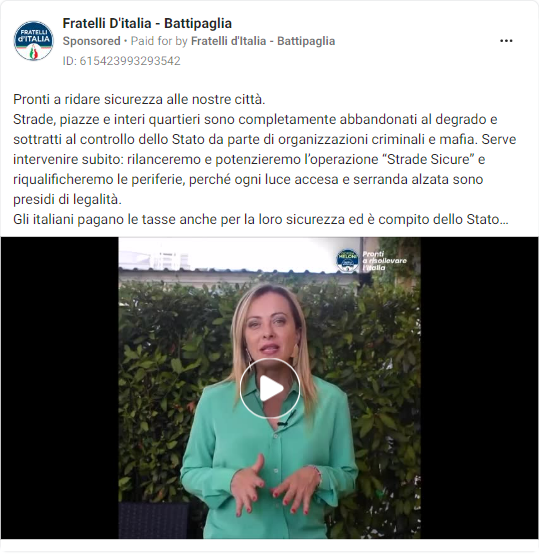 Fratelli D'italia - Battipaglia
Sponsored • Paid for by Fratelli d'Italia - Battipaglia
ID: 615423993293542
Pronti a ridare sicurezza alle nostre città.
Strade, piazze e interi quartieri sono completamente abbandonati al degrado e
sottratti al controllo dello Stato da parte di organizzazioni criminali e mafia. Serve
intervenire subito: rilanceremo e potenzieremo l’operazione “Strade Sicure” e
riqualificheremo le periferie, perché ogni luce accesa e serranda alzata sono
presidi di legalità.
Gli italiani pagano le tasse anche per la loro sicurezza ed è compito dello Stato...
FRATELLI
d'ITALIA
MELONI
Pronti
a risollevare
l'Italia